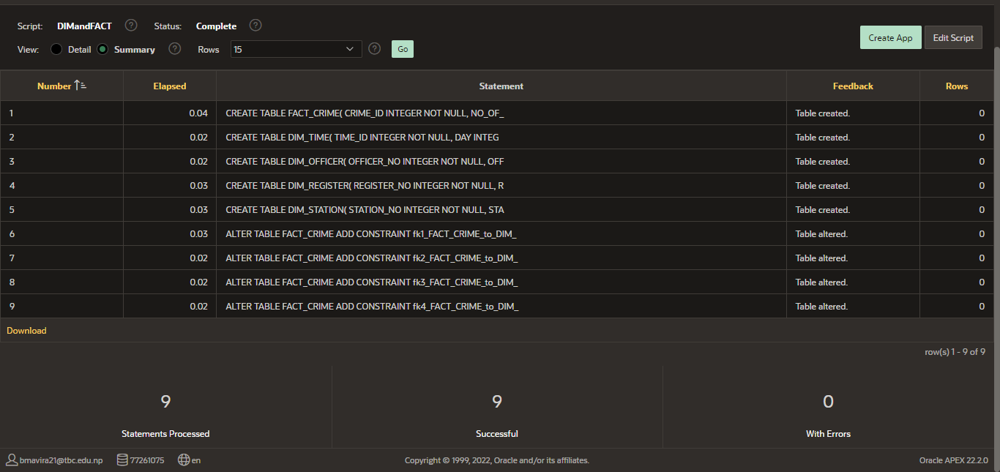 Script: DIMandFACT ? Status: Complete ?
View: Detail Summary ? Rows 15 ? Go
Create App Edit Script
Number Elapsed Statement Feedback Rows
1 0.04 CREATE TABLE FACT_CRIME( CRIME_ID INTEGER NOT NULL, NO_OF_ Table created. 0
2 0.02 CREATE TABLE DIM_TIME( TIME_ID INTEGER NOT NULL, DAY INTEG Table created. 0
3 0.02 CREATE TABLE DIM_OFFICER( OFFICER_NO INTEGER NOT NULL, OFF Table created. 0
4 0.03 CREATE TABLE DIM_REGISTER( REGISTER_NO INTEGER NOT NULL, R Table created. 0
5 0.03 CREATE TABLE DIM_STATION( STATION_NO INTEGER NOT NULL, STA Table created. 0
6 0.03 ALTER TABLE FACT_CRIME ADD CONSTRAINT fk1_FACT_CRIME_to_DIM_ Table altered. 0
7 0.02 ALTER TABLE FACT_CRIME ADD CONSTRAINT fk2_FACT_CRIME_to_DIM_ Table altered. 0
8 0.02 ALTER TABLE FACT_CRIME ADD CONSTRAINT fk3_FACT_CRIME_to_DIM_ Table altered. 0
9 0.02 ALTER TABLE FACT_CRIME ADD CONSTRAINT fk4_FACT_CRIME_to_DIM_ Table altered. 0
Download
row(s) 1 - 9 of 9
9 9 0
Statements Processed Successful With Errors
bmavira21@tbc.edu.np 77261075 en Copyright © 1999, 2022, Oracle and/or its affiliates. Oracle APEX 22.2.0